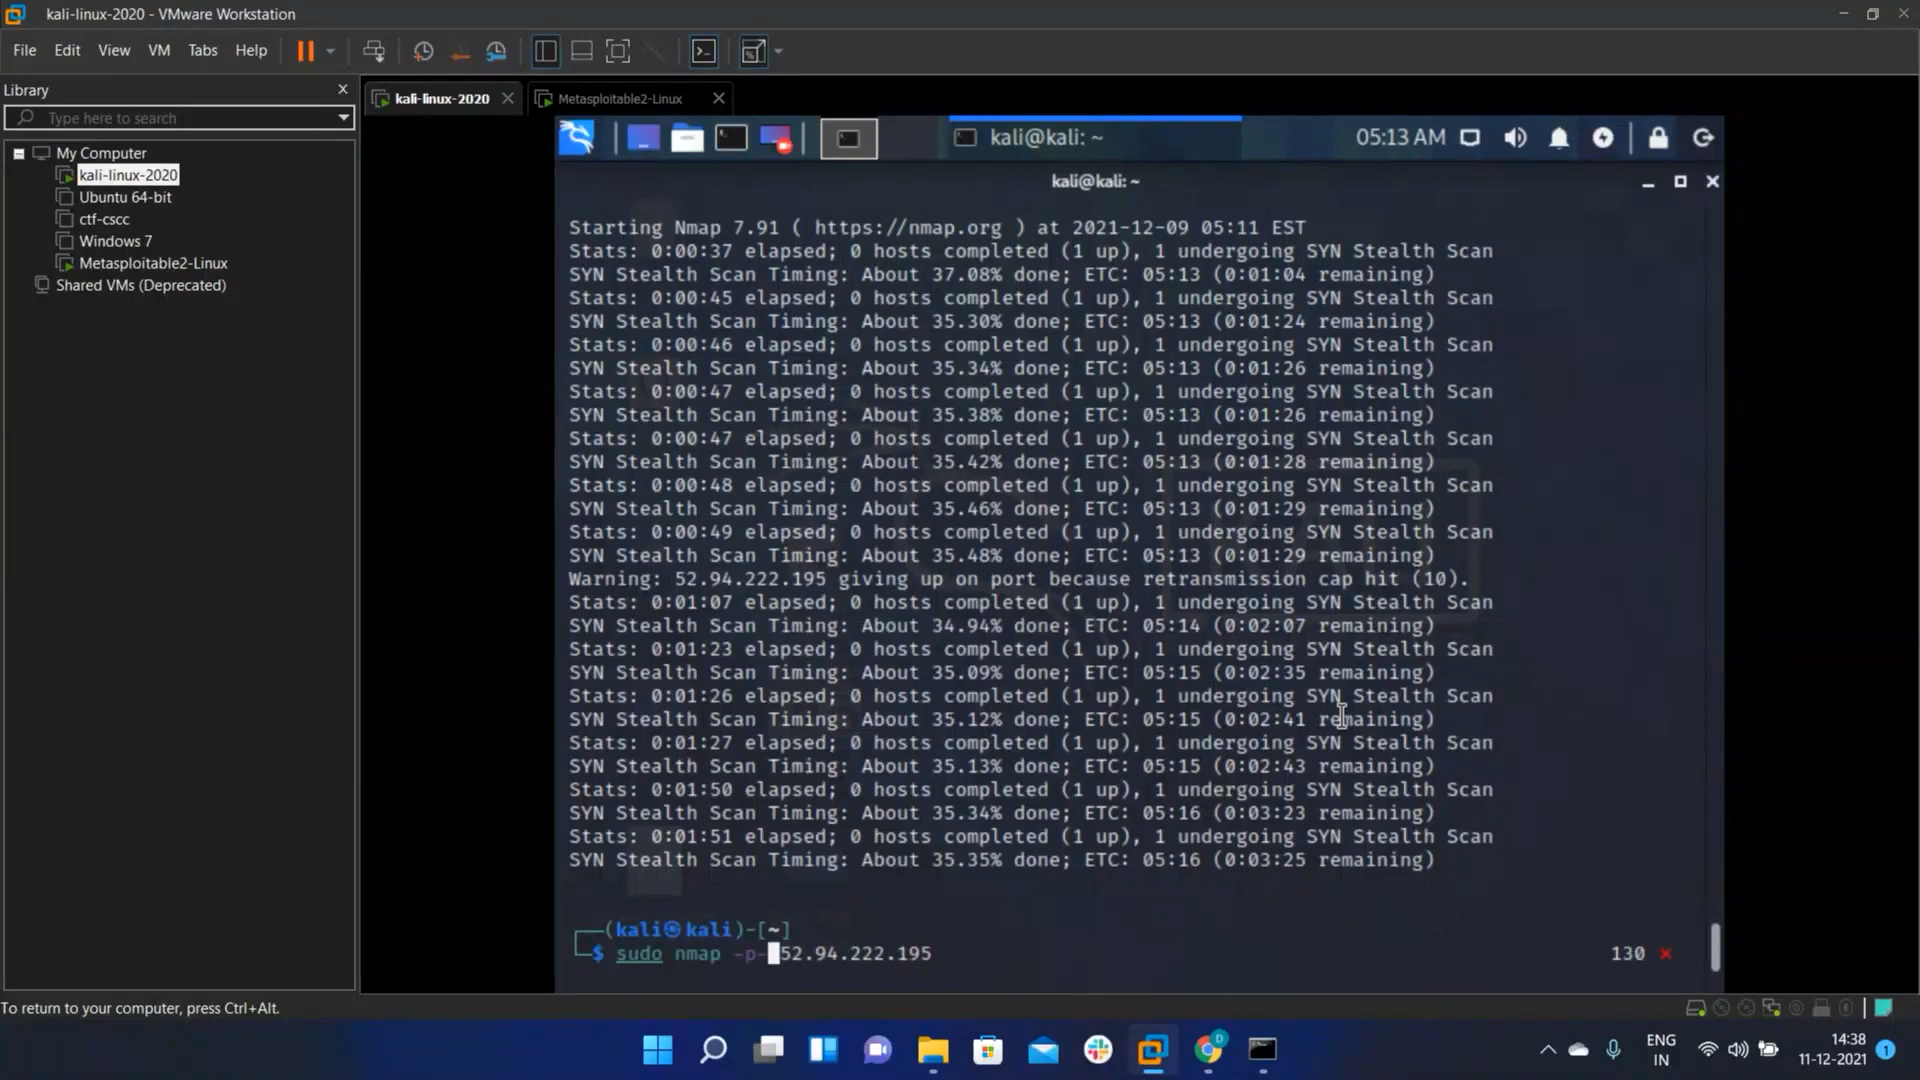 kali-linux-2020 - VMware Workstation
File Edit View VM Tabs Help
Library
Type here to search
My Computer
kali-linux-2020
Ubuntu 64-bit
ctf-cscc
Windows 7
Metasploitable2-Linux
Shared VMs (Deprecated)
kali-linux-2020 Metasploitable2-Linux
kali@kali: ~ 05:13 AM
kali@kali: ~
Starting Nmap 7.91 ( https://nmap.org ) at 2021-12-09 05:11 EST
Stats: 0:00:37 elapsed; 0 hosts completed (1 up), 1 undergoing SYN Stealth Scan
SYN Stealth Scan Timing: About 37.08% done; ETC: 05:13 (0:01:04 remaining)
Stats: 0:00:45 elapsed; 0 hosts completed (1 up), 1 undergoing SYN Stealth Scan
SYN Stealth Scan Timing: About 35.30% done; ETC: 05:13 (0:01:24 remaining)
Stats: 0:00:46 elapsed; 0 hosts completed (1 up), 1 undergoing SYN Stealth Scan
SYN Stealth Scan Timing: About 35.34% done; ETC: 05:13 (0:01:26 remaining)
Stats: 0:00:47 elapsed; 0 hosts completed (1 up), 1 undergoing SYN Stealth Scan
SYN Stealth Scan Timing: About 35.38% done; ETC: 05:13 (0:01:26 remaining)
Stats: 0:00:47 elapsed; 0 hosts completed (1 up), 1 undergoing SYN Stealth Scan
SYN Stealth Scan Timing: About 35.42% done; ETC: 05:13 (0:01:28 remaining)
Stats: 0:00:48 elapsed; 0 hosts completed (1 up), 1 undergoing SYN Stealth Scan
SYN Stealth Scan Timing: About 35.46% done; ETC: 05:13 (0:01:29 remaining)
Stats: 0:00:49 elapsed; 0 hosts completed (1 up), 1 undergoing SYN Stealth Scan
SYN Stealth Scan Timing: About 35.48% done; ETC: 05:13 (0:01:29 remaining)
Warning: 52.94.222.195 giving up on port because retransmission cap hit (10).
Stats: 0:01:07 elapsed; 0 hosts completed (1 up), 1 undergoing SYN Stealth Scan
SYN Stealth Scan Timing: About 34.94% done; ETC: 05:14 (0:02:07 remaining)
Stats: 0:01:23 elapsed; 0 hosts completed (1 up), 1 undergoing SYN Stealth Scan
SYN Stealth Scan Timing: About 35.09% done; ETC: 05:15 (0:02:35 remaining)
Stats: 0:01:26 elapsed; 0 hosts completed (1 up), 1 undergoing SYN Stealth Scan
SYN Stealth Scan Timing: About 35.12% done; ETC: 05:15 (0:02:41 remaining)
Stats: 0:01:27 elapsed; 0 hosts completed (1 up), 1 undergoing SYN Stealth Scan
SYN Stealth Scan Timing: About 35.13% done; ETC: 05:15 (0:02:43 remaining)
Stats: 0:01:50 elapsed; 0 hosts completed (1 up), 1 undergoing SYN Stealth Scan
SYN Stealth Scan Timing: About 35.34% done; ETC: 05:16 (0:03:23 remaining)
Stats: 0:01:51 elapsed; 0 hosts completed (1 up), 1 undergoing SYN Stealth Scan
SYN Stealth Scan Timing: About 35.35% done; ETC: 05:16 (0:03:25 remaining)
(kali㉿kali)-[~]
$ sudo nmap -p- 52.94.222.195 130
To return to your computer, press Ctrl+Alt.
ENG
IN
14:38
11-12-2021
1